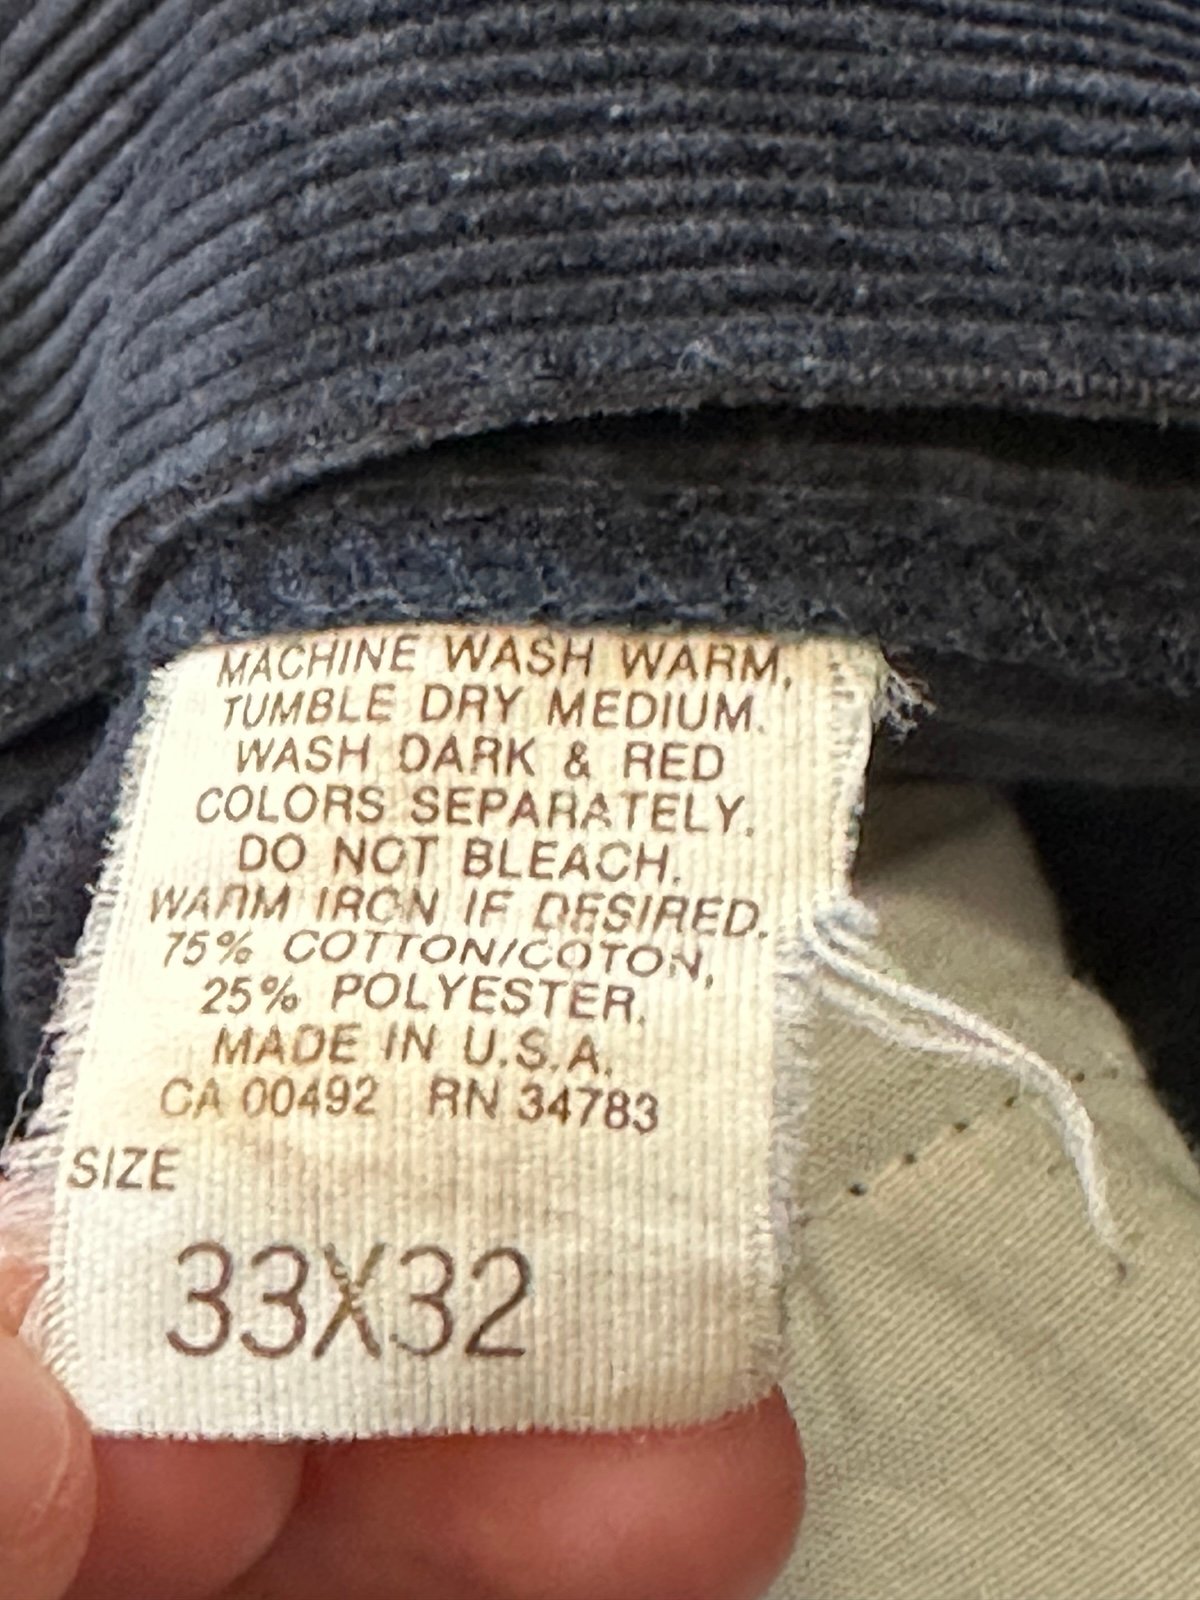 MACHINE WASH WARM,
TUMBLE DRY MEDIUM.
WASH DARK & RED
COLORS SEPARATELY.
DO NOT BLEACH.
WARM IRON IF DESIRED.
75% COTTON/COTON,
25% POLYESTER.
MADE IN U.S.A.
CA 00492 RN 34783
SIZE
33X32